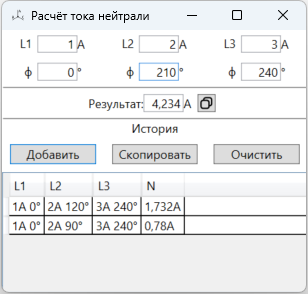 Расчёт тока нейтрали
L1 1 A L2 2 A L3 3 A
ф 0 ° ф 210 ° ф 240 °
Результат: 4,234 A
История
Добавить Скопировать Очистить
L1 L2 L3 N
1A 0° 2A 120° 3A 240° 1,732A
1A 0° 2A 90° 3A 240° 0,78A